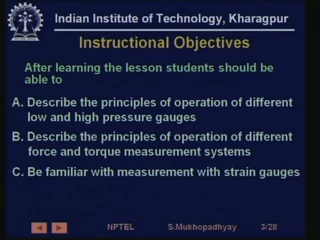 Indian Institute of Technology, Kharagpur
Instructional Objectives
After learning the lesson students should be
able to
A. Describe the principles of operation of different
low and high pressure gauges
B. Describe the principles of operation of different
force and torque measurement systems
C. Be familiar with measurement with strain gauges
NPTEL S.Mukhopadhyay 3/28